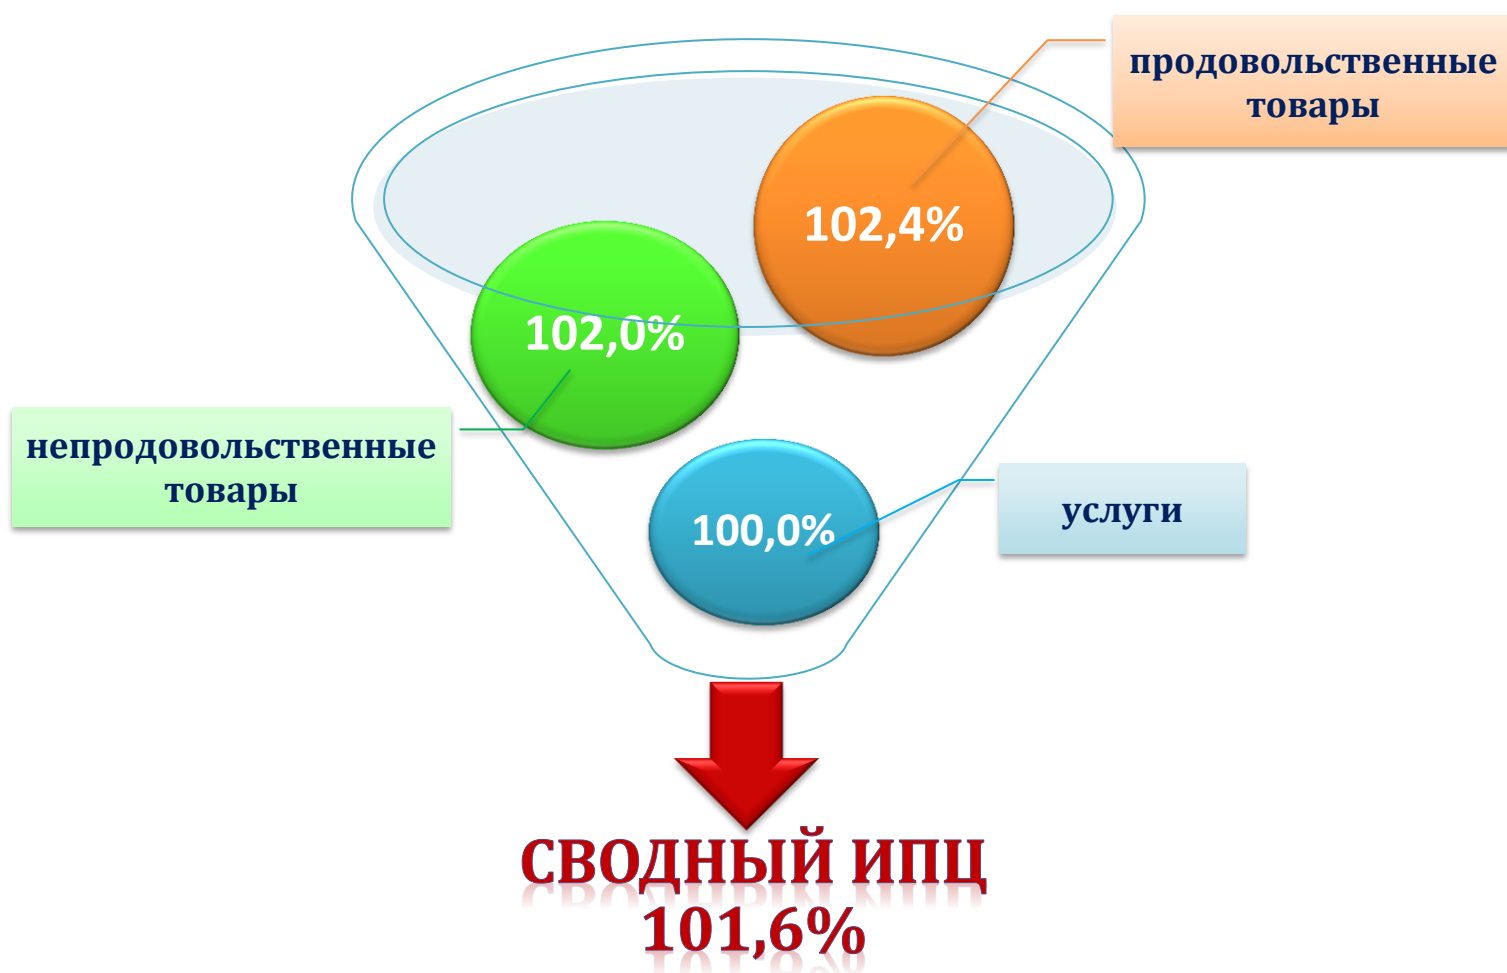 продовольственные
товары
102,4%
102,0%
непродовольственные
товары
100,0%
услуги
СВОДНЫЙ ИПЦ
101,6%